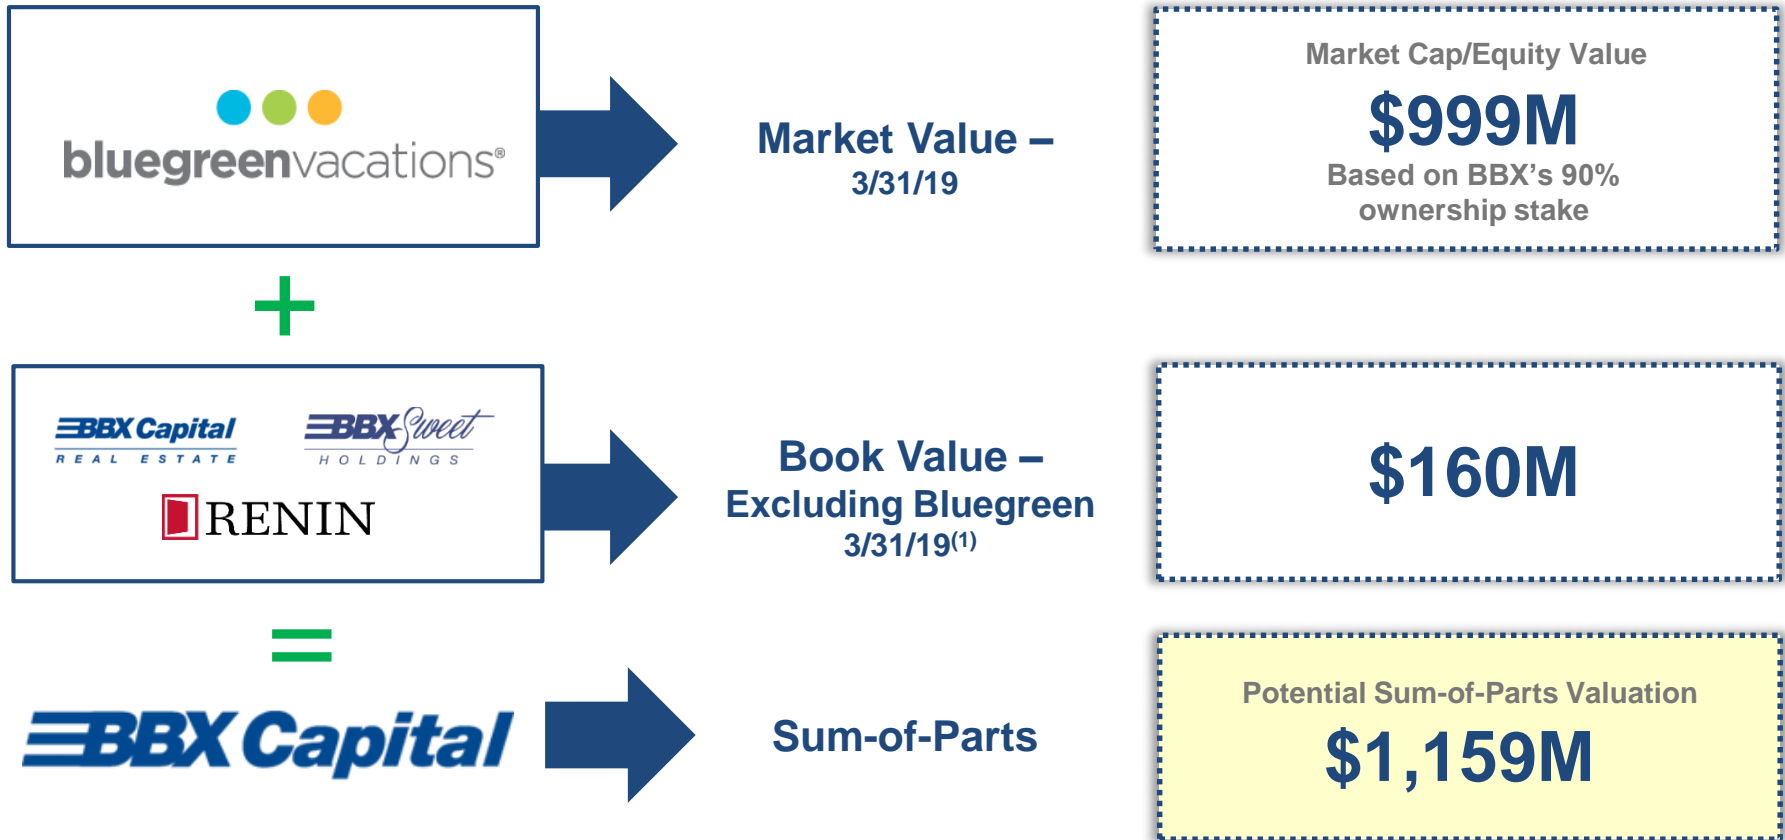 bluegreenvacations®
Market Value –
3/31/19
Market Cap/Equity Value
$999M
Based on BBX’s 90%
ownership stake
+
BBX Capital
REAL ESTATE
BBX Sweet
HOLDINGS
RENIN
Book Value –
Excluding Bluegreen
3/31/19(1)
$160M
=
BBX Capital
Sum-of-Parts
Potential Sum-of-Parts Valuation
$1,159M